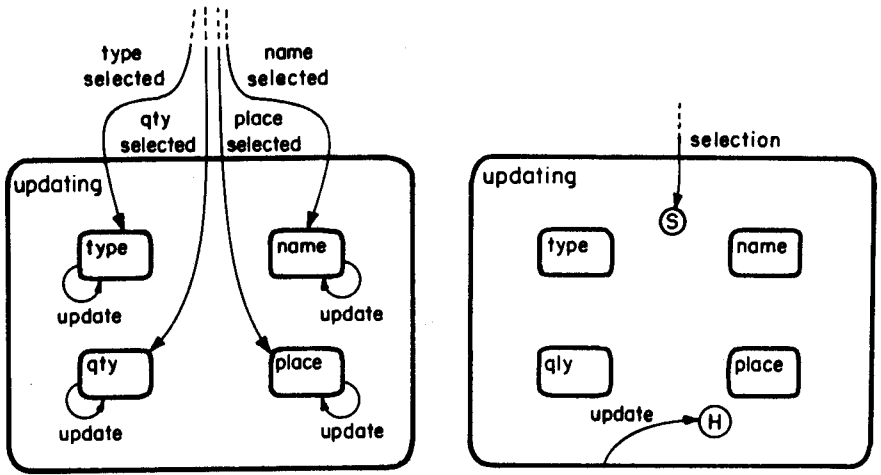 type
selected
name
selected
qty
selected
place
selected
updating
type
name
update
update
qty
place
update
update
selection
updating
S
type
name
qly
place
update
H